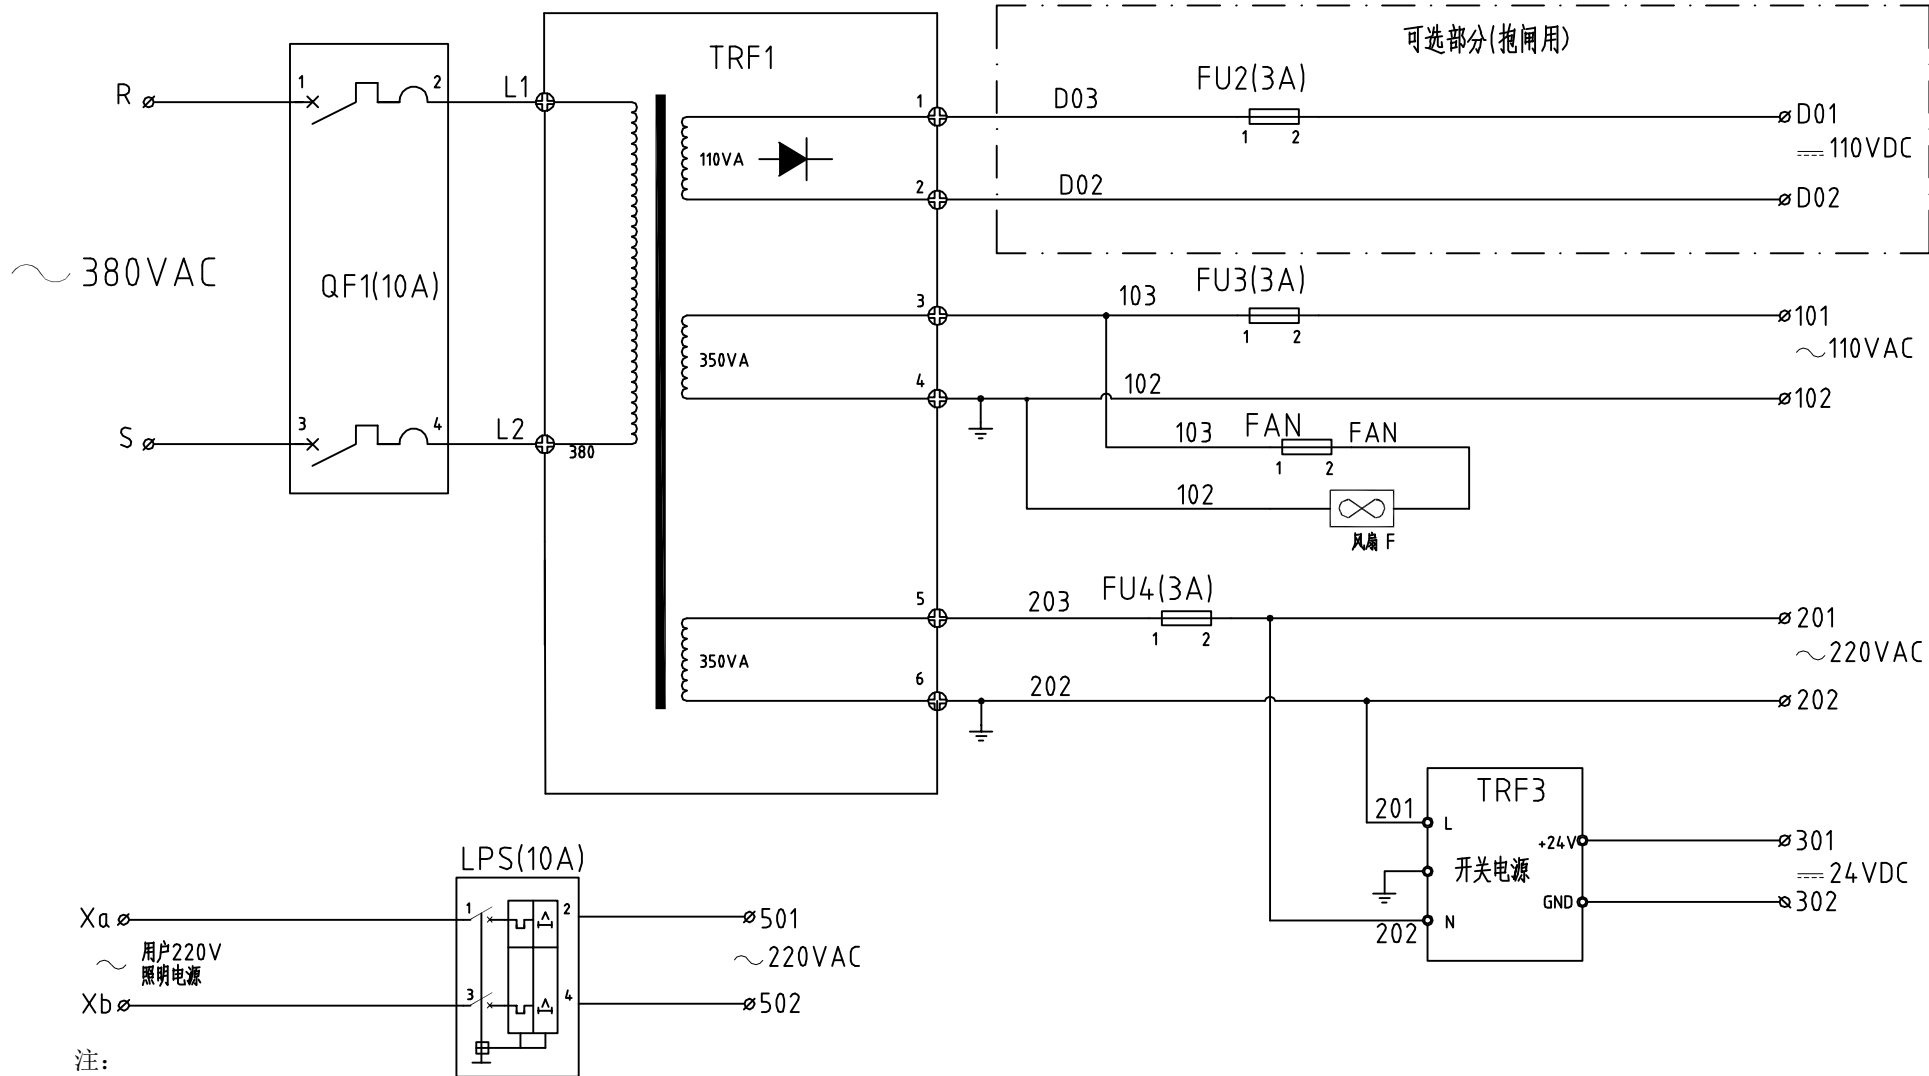 可选部分(抱闸用)
TRF1
FU2(3A)
R
1
2
L1
1
D03
1
2
D01
110VA
110VDC
2
D02
D02
380VAC
QF1(10A)
FU3(3A)
3
103
1
2
101
350VA
110VAC
4
102
102
S
3
4
L2
380
103
FAN
FAN
1
2
102
风扇 F
FU4(3A)
5
203
1
2
201
350VA
220VAC
6
202
202
TRF3
201
L
+24V
301
开关电源
24VDC
GND
302
202
N
LPS(10A)
Xa
1
2
501
用户220V
照明电源
220VAC
Xb
3
4
502
注：